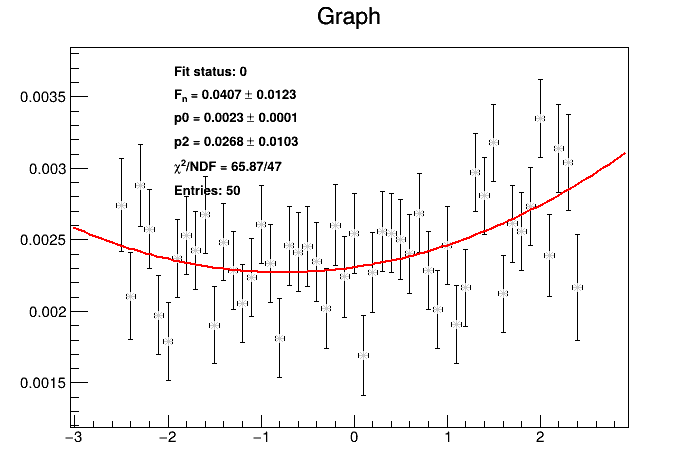 Graph
Fit status: 0
Fn = 0.0407 ± 0.0123
p0 = 0.0023 ± 0.0001
p2 = 0.0268 ± 0.0103
χ²/NDF = 65.87/47
Entries: 50
0.0035
0.003
0.0025
0.002
0.0015
−3 −2 −1 0 1 2